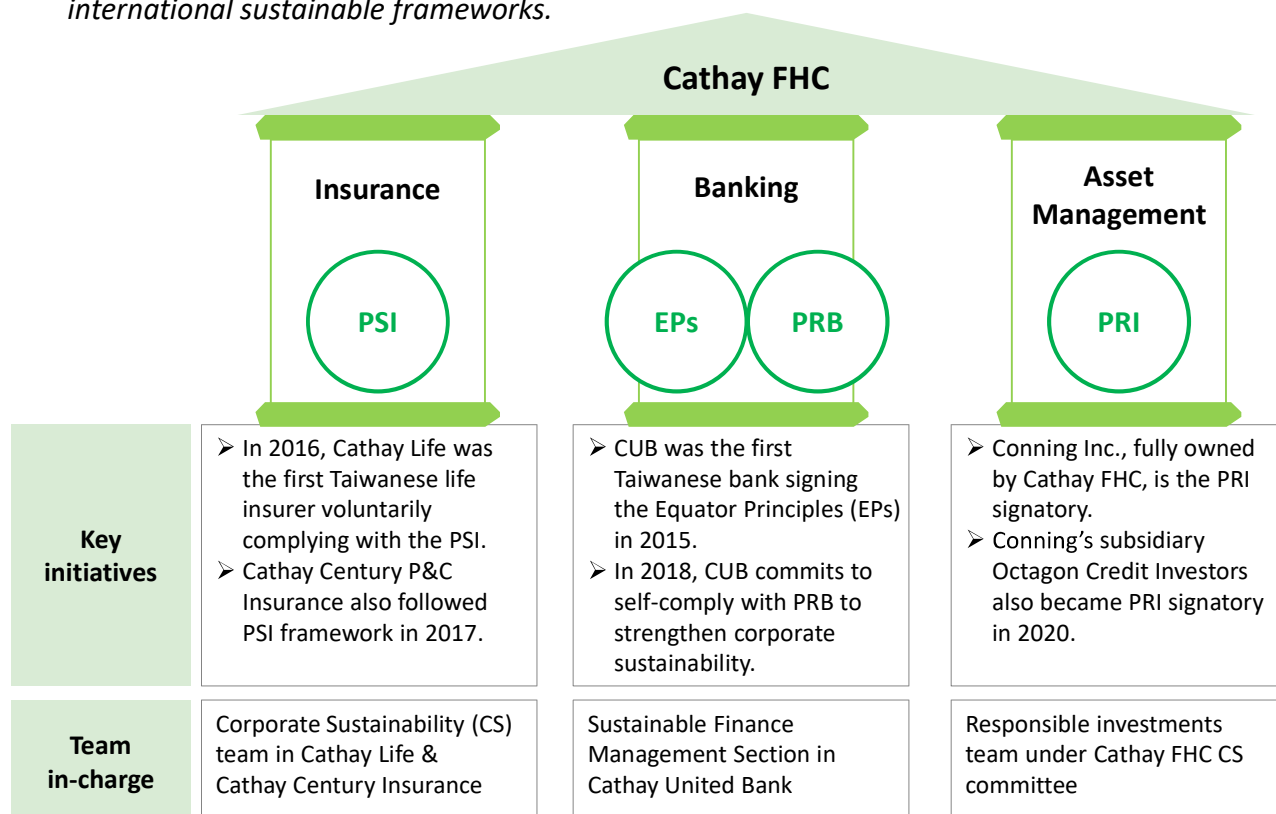 international sustainable frameworks.
Cathay FHC
Insurance
Banking
Asset
Management
PSI
EPs
PRB
PRI
Key
initiatives
➢ In 2016, Cathay Life was
the first Taiwanese life
insurer voluntarily
complying with the PSI.
➢ Cathay Century P&C
Insurance also followed
PSI framework in 2017.
➢ CUB was the first
Taiwanese bank signing
the Equator Principles (EPs)
in 2015.
➢ In 2018, CUB commits to
self-comply with PRB to
strengthen corporate
sustainability.
➢ Conning Inc., fully owned
by Cathay FHC, is the PRI
signatory.
➢ Conning’s subsidiary
Octagon Credit Investors
also became PRI signatory
in 2020.
Team
in-charge
Corporate Sustainability (CS)
team in Cathay Life &
Cathay Century Insurance
Sustainable Finance
Management Section in
Cathay United Bank
Responsible investments
team under Cathay FHC CS
committee